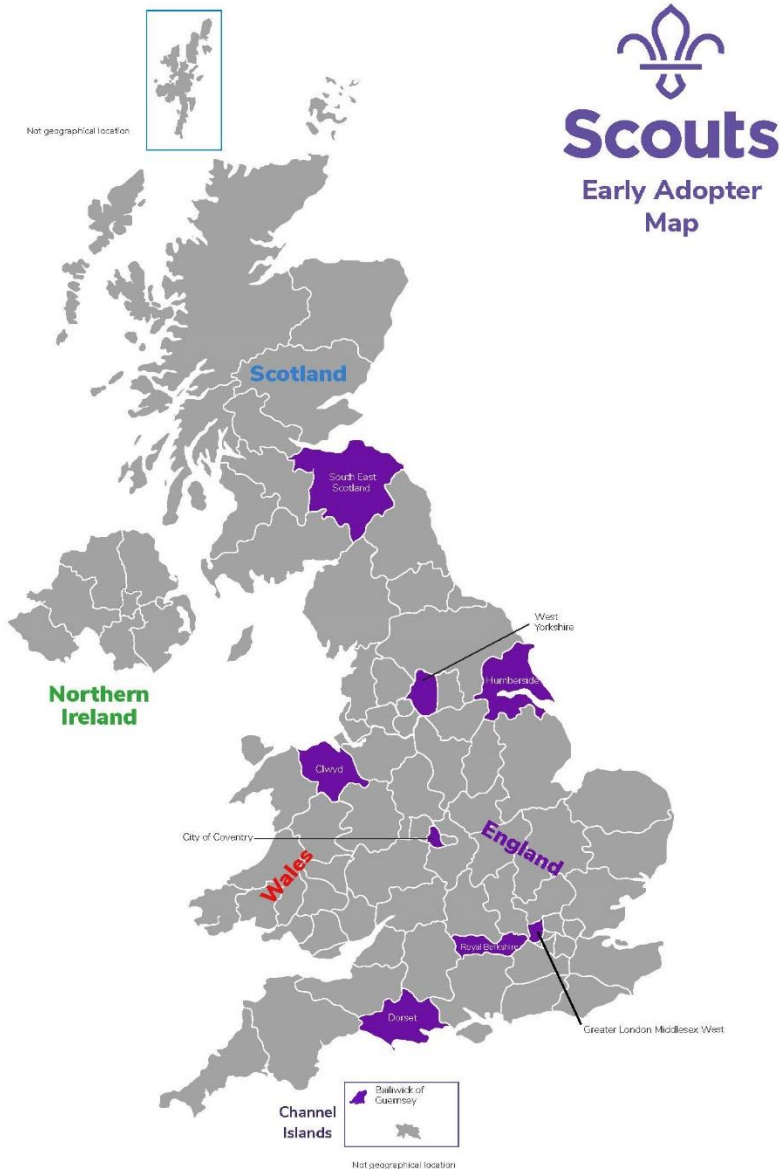 Scouts
Early Adopter
Map
Not geographical location
Scotland
South East
Scotland
West
Yorkshire
Humberside
Northern
Ireland
Clwyd
City of Coventry
England
Wales
Royal Berkshire
Greater London Middlesex West
Dorset
Bailiwick of
Guernsey
Channel
Islands
Not geographical location